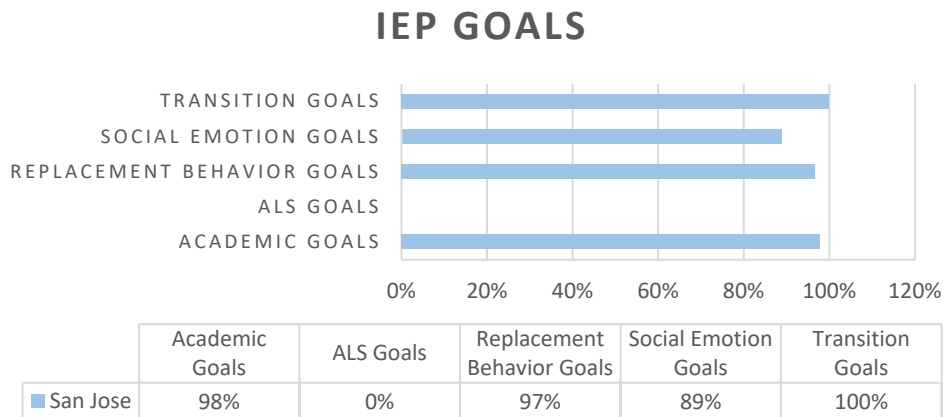 IEP GOALS
TRANSITION GOALS
SOCIAL EMOTION GOALS
REPLACEMENT BEHAVIOR GOALS
ALS GOALS
ACADEMIC GOALS
0% 20% 40% 60% 80% 100% 120%
Academic Goals ALS Goals Replacement Behavior Goals Social Emotion Goals Transition Goals
San Jose 98% 0% 97% 89% 100%